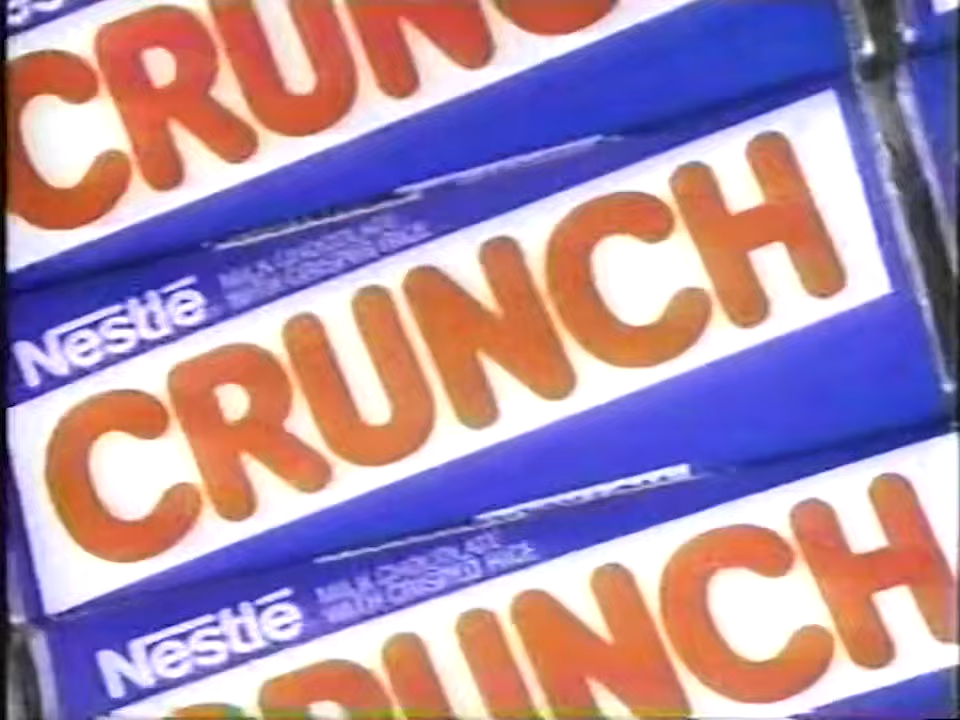 CRUNCH
Nestlé
MILK CHOCOLATE
WITH CRISPED RICE
CRUNCH
Nestlé
MILK CHOCOLATE
WITH CRISPED RICE
CRUNCH